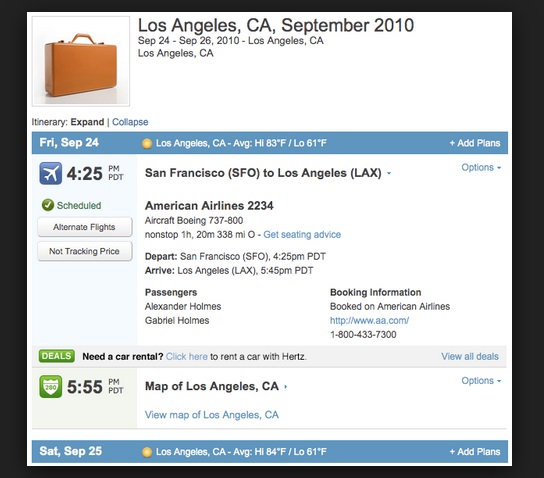 Los Angeles, CA, September 2010
Sep 24 - Sep 26, 2010 - Los Angeles, CA
Los Angeles, CA
Itinerary: Expand | Collapse
Fri, Sep 24 Los Angeles, CA - Avg: Hi 83°F / Lo 61°F + Add Plans
4:25 PM PDT San Francisco (SFO) to Los Angeles (LAX) Options
Scheduled
Alternate Flights
Not Tracking Price
American Airlines 2234
Aircraft Boeing 737-800
nonstop 1h, 20m 338 mi O - Get seating advice
Depart: San Francisco (SFO), 4:25pm PDT
Arrive: Los Angeles (LAX), 5:45pm PDT
Passengers
Alexander Holmes
Gabriel Holmes
Booking Information
Booked on American Airlines
http://www.aa.com/
1-800-433-7300
DEALS Need a car rental? Click here to rent a car with Hertz. View all deals
280 5:55 PM PDT Map of Los Angeles, CA Options
View map of Los Angeles, CA
Sat, Sep 25 Los Angeles, CA - Avg: Hi 84°F / Lo 61°F + Add Plans